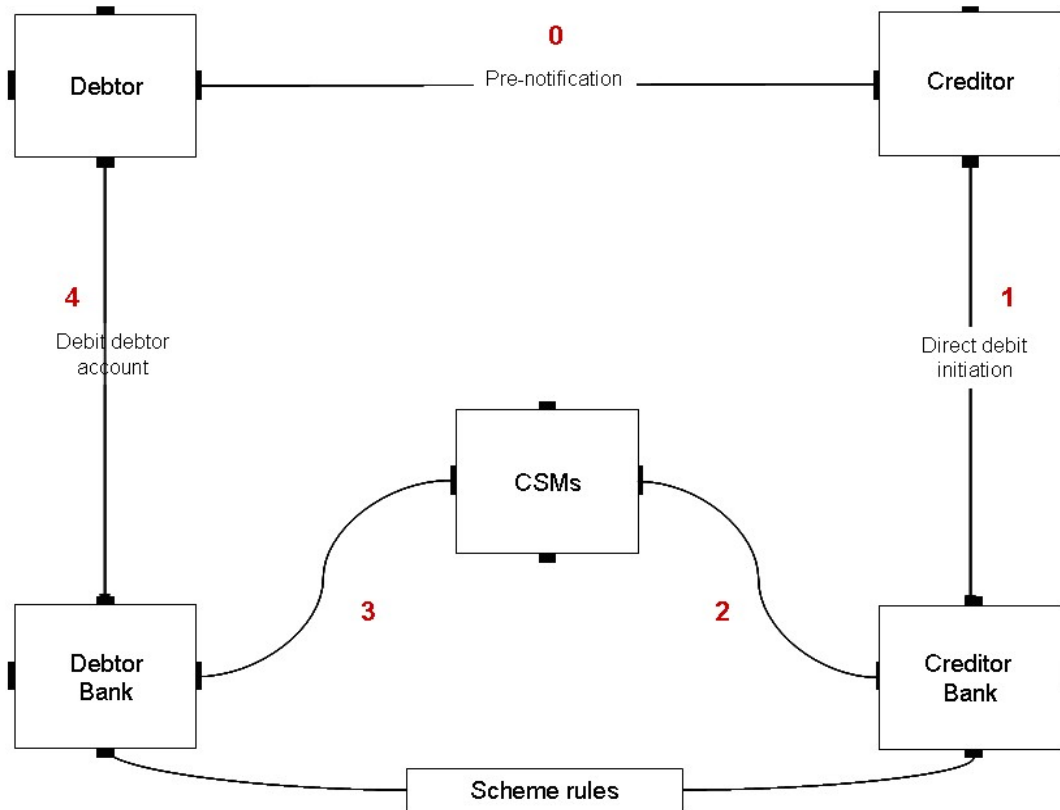 0
Debtor
Pre-notification
Creditor
4
1
Debit debtor
account
Direct debit
initiation
CSMs
3
2
Debtor
Bank
Creditor
Bank
Scheme rules